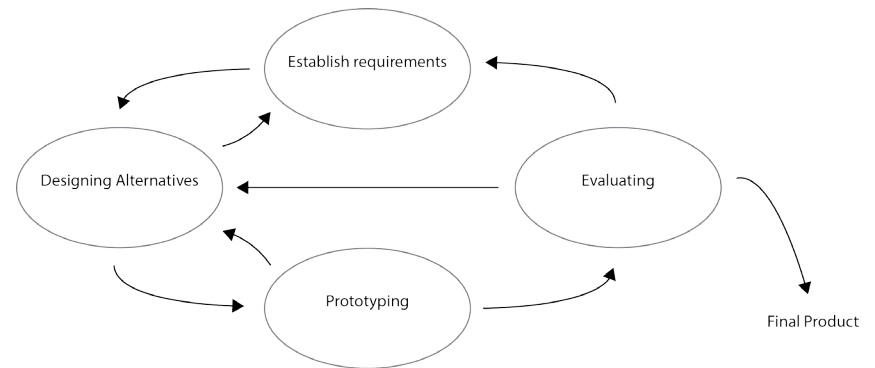 Establish requirements
Designing Alternatives
Evaluating
Prototyping
Final Product